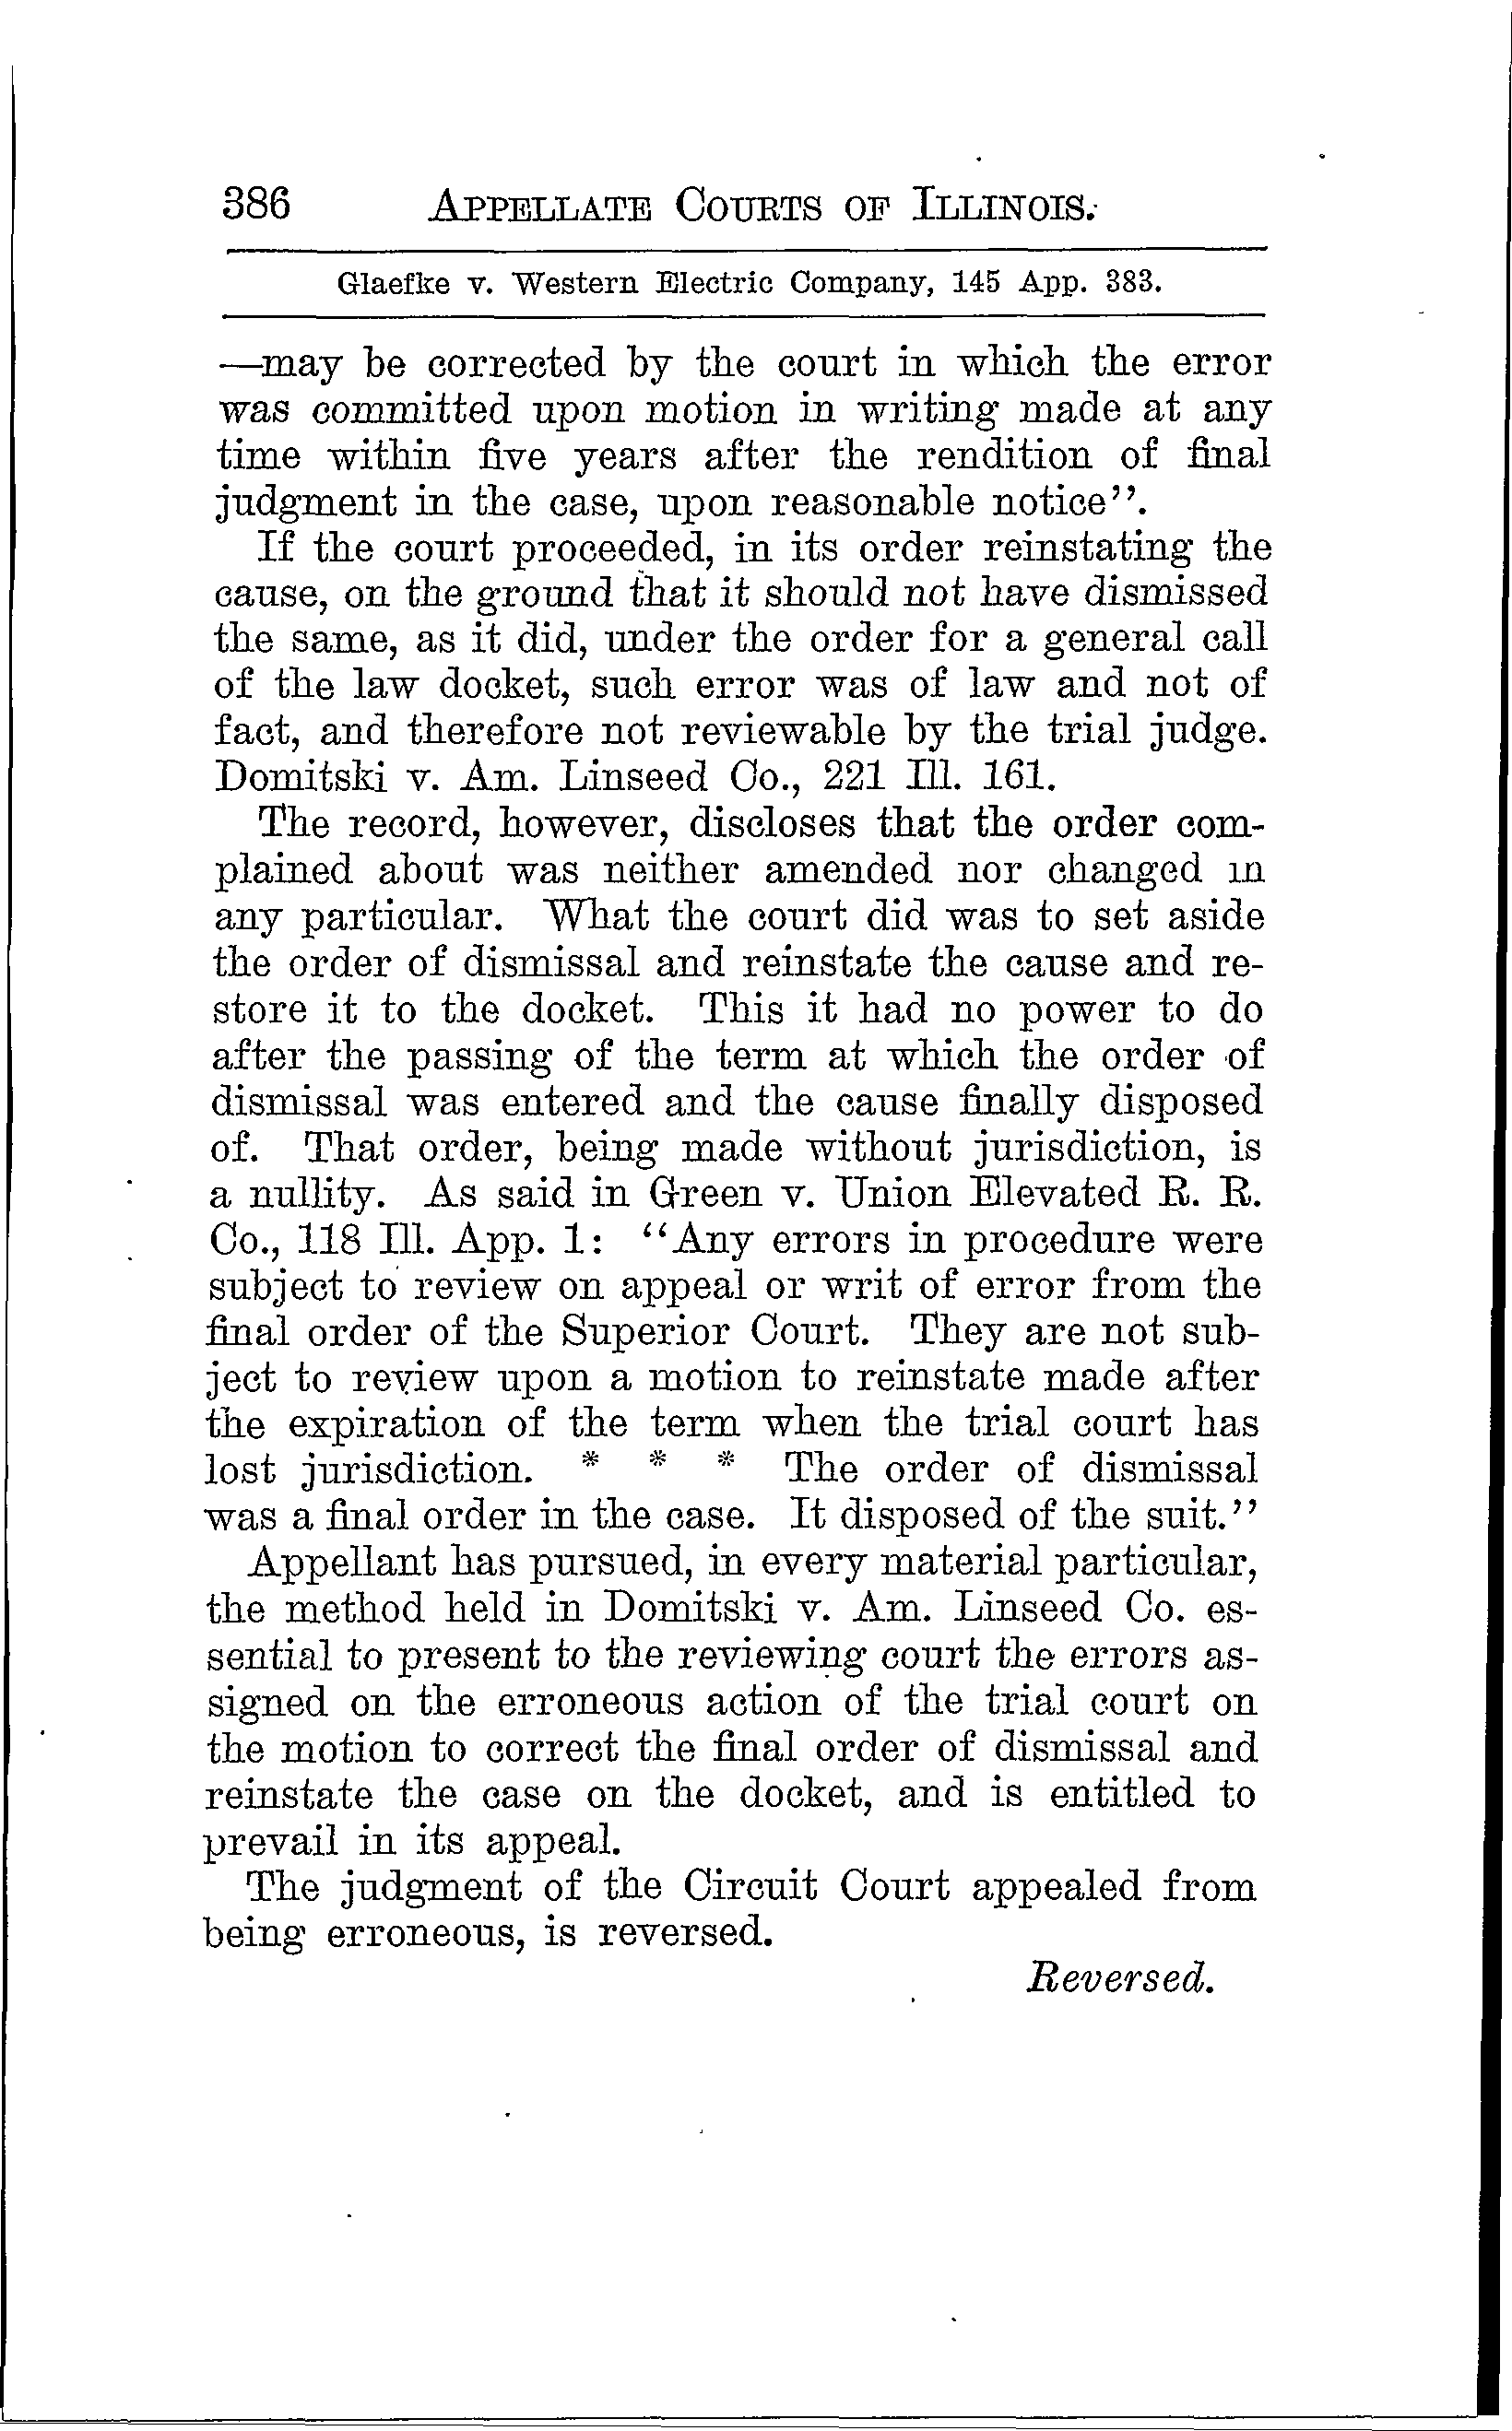 386 APPELLATE COURTS OF ILLINOIS.
Glaefke v. Western Electric Company, 145 App. 383.
—may be corrected by the court in which the error
was committed upon motion in writing made at any
time within five years after the rendition of final
judgment in the case, upon reasonable notice”.
If the court proceeded, in its order reinstating the
cause, on the ground that it should not have dismissed
the same, as it did, under the order for a general call
of the law docket, such error was of law and not of
fact, and therefore not reviewable by the trial judge.
Domitski v. Am. Linseed Co., 221 Ill. 161.
The record, however, discloses that the order com-
plained about was neither amended nor changed in
any particular. What the court did was to set aside
the order of dismissal and reinstate the cause and re-
store it to the docket. This it had no power to do
after the passing of the term at which the order of
dismissal was entered and the cause finally disposed
of. That order, being made without jurisdiction, is
a nullity. As said in Green v. Union Elevated R. R.
Co., 118 Ill. App. 1: “Any errors in procedure were
subject to review on appeal or writ of error from the
final order of the Superior Court. They are not sub-
ject to review upon a motion to reinstate made after
the expiration of the term when the trial court has
lost jurisdiction. * * * The order of dismissal
was a final order in the case. It disposed of the suit.”
Appellant has pursued, in every material particular,
the method held in Domitski v. Am. Linseed Co. es-
sential to present to the reviewing court the errors as-
signed on the erroneous action of the trial court on
the motion to correct the final order of dismissal and
reinstate the case on the docket, and is entitled to
prevail in its appeal.
The judgment of the Circuit Court appealed from
being erroneous, is reversed.
Reversed.